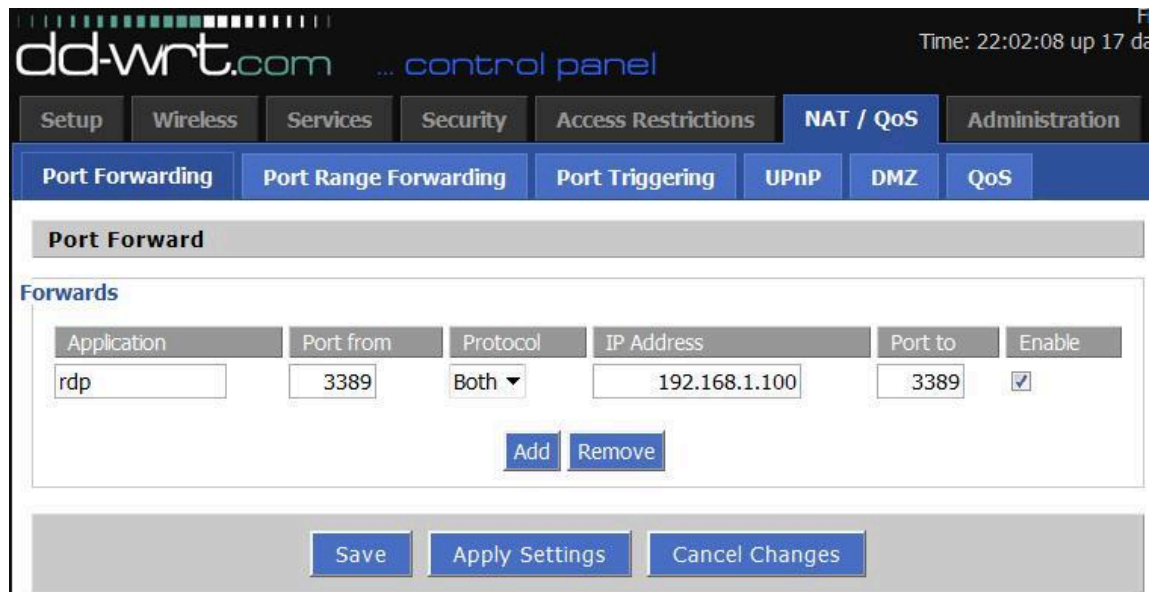 dd-wrt.com ... control panel
Time: 22:02:08 up 17 da
Setup Wireless Services Security Access Restrictions NAT / QoS Administration
Port Forwarding Port Range Forwarding Port Triggering UPnP DMZ QoS
Port Forward
Forwards
Application Port from Protocol IP Address Port to Enable
rdp 3389 Both 192.168.1.100 3389
Add Remove
Save Apply Settings Cancel Changes